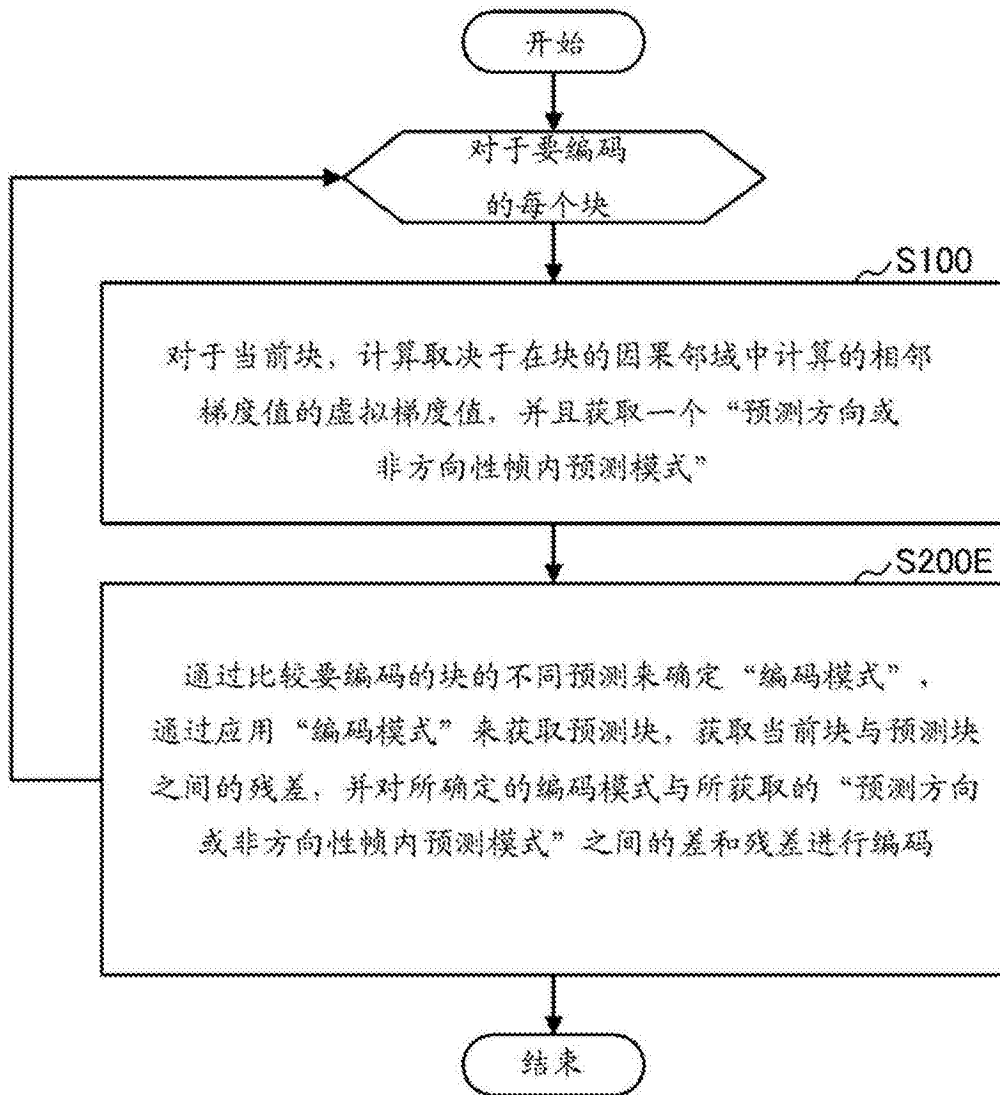 开始
对于要编码
的每个块
S100
对于当前块，计算取决于在块的因果邻域中计算的相邻
梯度值的虚拟梯度值，并且获取一个“预测方向或
非方向性帧内预测模式”
S200E
通过比较要编码的块的不同预测来确定“编码模式”，
通过应用“编码模式”来获取预测块，获取当前块与预测块
之间的残差，并对所确定的编码模式与所获取的“预测方向
或非方向性帧内预测模式”之间的差和残差进行编码
结束